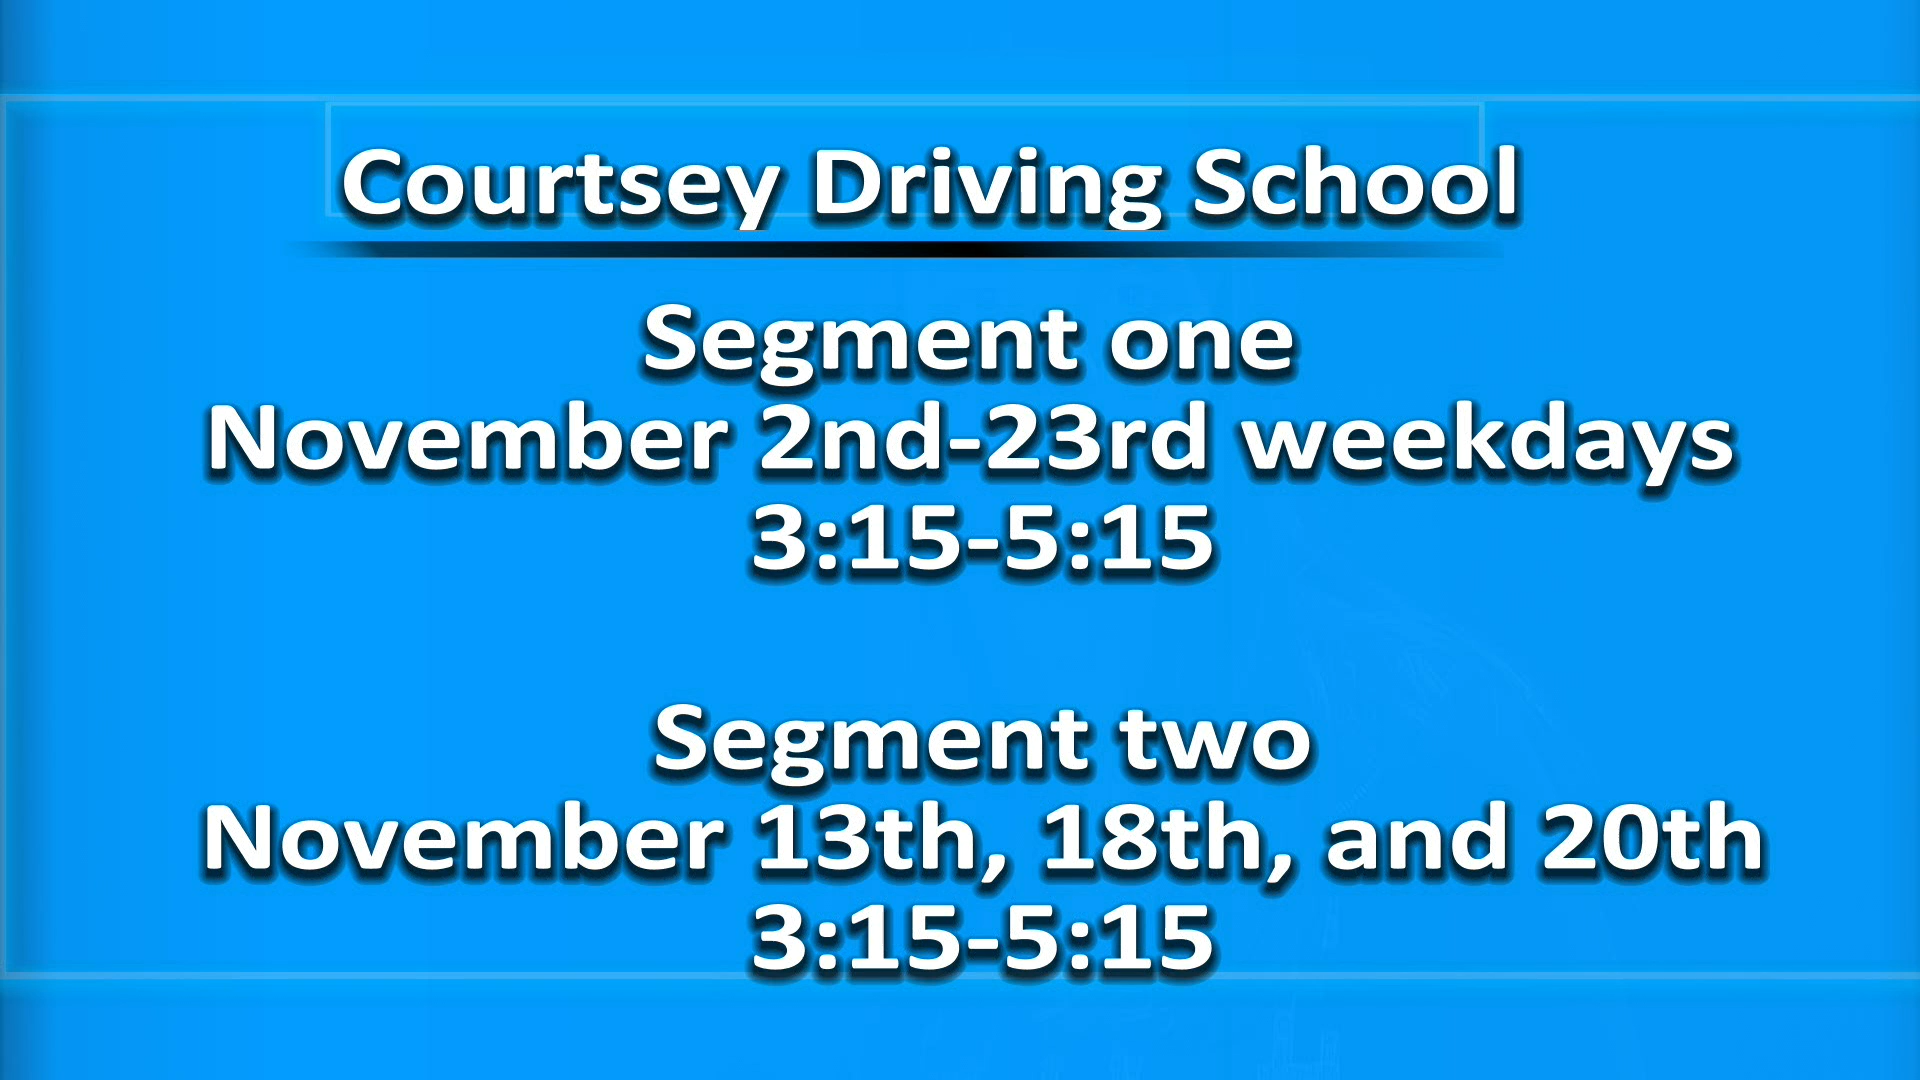 Courtsey Driving School
Segment one
November 2nd-23rd weekdays
3:15-5:15
Segment two
November 13th, 18th, and 20th
3:15-5:15